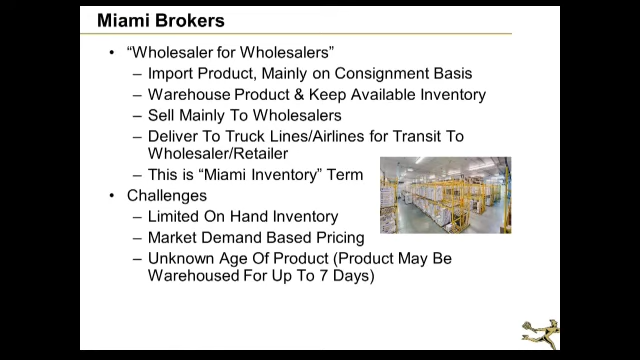 Miami Brokers
• “Wholesaler for Wholesalers”
– Import Product, Mainly on Consignment Basis
– Warehouse Product & Keep Available Inventory
– Sell Mainly To Wholesalers
– Deliver To Truck Lines/Airlines for Transit To
Wholesaler/Retailer
– This is “Miami Inventory” Term
• Challenges
– Limited On Hand Inventory
– Market Demand Based Pricing
– Unknown Age Of Product (Product May Be
Warehoused For Up To 7 Days)